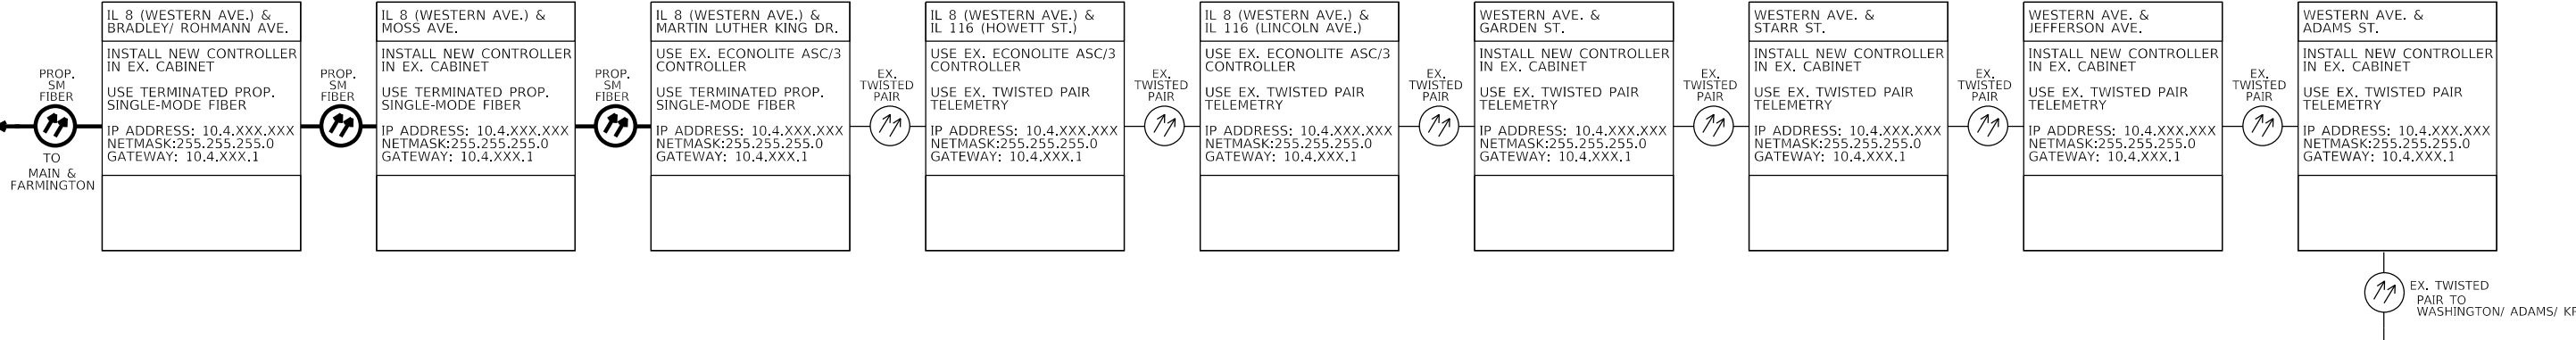 PROP.
SM
FIBER
TO
MAIN &
FARMINGTON
IL 8 (WESTERN AVE.) &
BRADLEY/ ROHMANN AVE.
INSTALL NEW CONTROLLER
IN EX. CABINET
USE TERMINATED PROP.
SINGLE-MODE FIBER
IP ADDRESS: 10.4.XXX.XXX
NETMASK:255.255.255.0
GATEWAY: 10.4.XXX.1
PROP.
SM
FIBER
IL 8 (WESTERN AVE.) &
MOSS AVE.
INSTALL NEW CONTROLLER
IN EX. CABINET
USE TERMINATED PROP.
SINGLE-MODE FIBER
IP ADDRESS: 10.4.XXX.XXX
NETMASK:255.255.255.0
GATEWAY: 10.4.XXX.1
PROP.
SM
FIBER
IL 8 (WESTERN AVE.) &
MARTIN LUTHER KING DR.
USE EX. ECONOLITE ASC/3
CONTROLLER
USE TERMINATED PROP.
SINGLE-MODE FIBER
IP ADDRESS: 10.4.XXX.XXX
NETMASK:255.255.255.0
GATEWAY: 10.4.XXX.1
EX.
TWISTED
PAIR
IL 8 (WESTERN AVE.) &
IL 116 (HOWETT ST.)
USE EX. ECONOLITE ASC/3
CONTROLLER
USE EX. TWISTED PAIR
TELEMETRY
IP ADDRESS: 10.4.XXX.XXX
NETMASK:255.255.255.0
GATEWAY: 10.4.XXX.1
EX.
TWISTED
PAIR
IL 8 (WESTERN AVE.) &
IL 116 (LINCOLN AVE.)
USE EX. ECONOLITE ASC/3
CONTROLLER
USE EX. TWISTED PAIR
TELEMETRY
IP ADDRESS: 10.4.XXX.XXX
NETMASK:255.255.255.0
GATEWAY: 10.4.XXX.1
EX.
TWISTED
PAIR
WESTERN AVE. &
GARDEN ST.
INSTALL NEW CONTROLLER
IN EX. CABINET
USE EX. TWISTED PAIR
TELEMETRY
IP ADDRESS: 10.4.XXX.XXX
NETMASK:255.255.255.0
GATEWAY: 10.4.XXX.1
EX.
TWISTED
PAIR
WESTERN AVE. &
STARR ST.
INSTALL NEW CONTROLLER
IN EX. CABINET
USE EX. TWISTED PAIR
TELEMETRY
IP ADDRESS: 10.4.XXX.XXX
NETMASK:255.255.255.0
GATEWAY: 10.4.XXX.1
EX.
TWISTED
PAIR
WESTERN AVE. &
JEFFERSON AVE.
INSTALL NEW CONTROLLER
IN EX. CABINET
USE EX. TWISTED PAIR
TELEMETRY
IP ADDRESS: 10.4.XXX.XXX
NETMASK:255.255.255.0
GATEWAY: 10.4.XXX.1
EX.
TWISTED
PAIR
WESTERN AVE. &
ADAMS ST.
INSTALL NEW CONTROLLER
IN EX. CABINET
USE EX. TWISTED PAIR
TELEMETRY
IP ADDRESS: 10.4.XXX.XXX
NETMASK:255.255.255.0
GATEWAY: 10.4.XXX.1
EX. TWISTED
PAIR TO
WASHINGTON/ ADAMS/